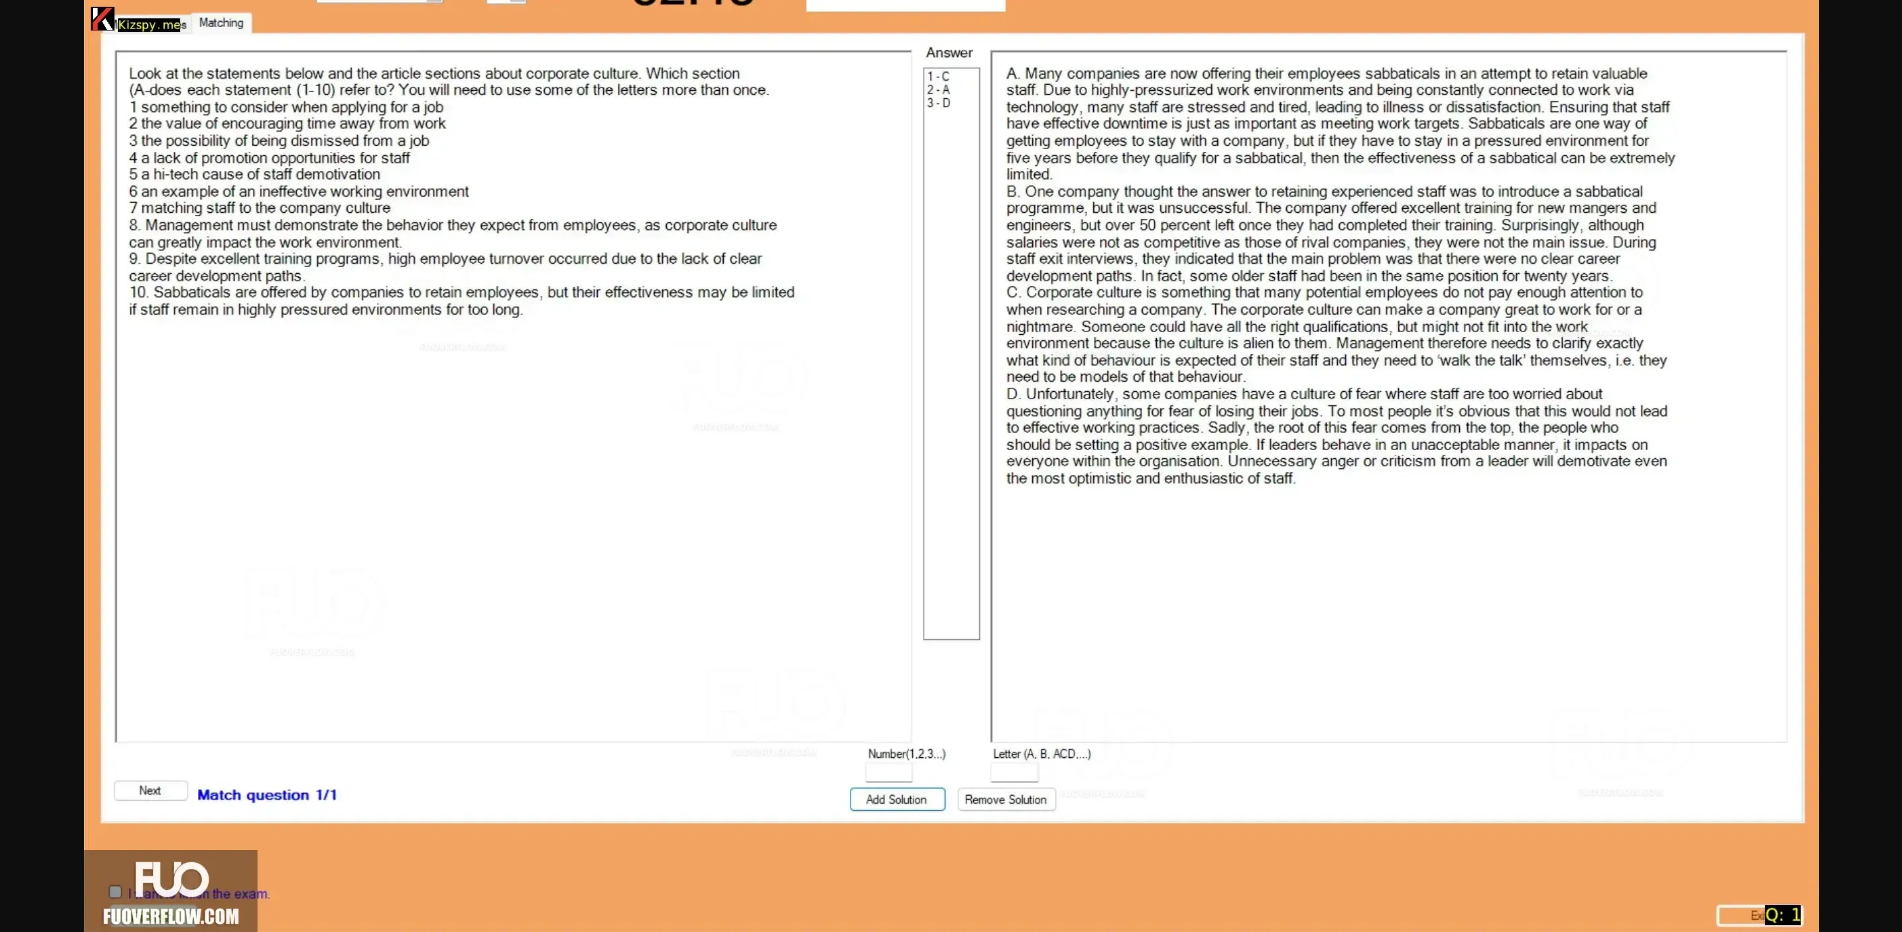 Kizspy.me
s
Matching
Look at the statements below and the article sections about corporate culture. Which section
(A-does each statement (1-10) refer to? You will need to use some of the letters more than once.
1 something to consider when applying for a job
2 the value of encouraging time away from work
3 the possibility of being dismissed from a job
4 a lack of promotion opportunities for staff
5 a hi-tech cause of staff demotivation
6 an example of an ineffective working environment
7 matching staff to the company culture
8. Management must demonstrate the behavior they expect from employees, as corporate culture
can greatly impact the work environment.
9. Despite excellent training programs, high employee turnover occurred due to the lack of clear
career development paths.
10. Sabbaticals are offered by companies to retain employees, but their effectiveness may be limited
if staff remain in highly pressured environments for too long.
Answer
1 - C
2 - A
3 - D
A. Many companies are now offering their employees sabbaticals in an attempt to retain valuable
staff. Due to highly-pressurized work environments and being constantly connected to work via
technology, many staff are stressed and tired, leading to illness or dissatisfaction. Ensuring that staff
have effective downtime is just as important as meeting work targets. Sabbaticals are one way of
getting employees to stay with a company, but if they have to stay in a pressured environment for
five years before they qualify for a sabbatical, then the effectiveness of a sabbatical can be extremely
limited.
B. One company thought the answer to retaining experienced staff was to introduce a sabbatical
programme, but it was unsuccessful. The company offered excellent training for new mangers and
engineers, but over 50 percent left once they had completed their training. Surprisingly, although
salaries were not as competitive as those of rival companies, they were not the main issue. During
staff exit interviews, they indicated that the main problem was that there were no clear career
development paths. In fact, some older staff had been in the same position for twenty years.
C. Corporate culture is something that many potential employees do not pay enough attention to
when researching a company. The corporate culture can make a company great to work for or a
nightmare. Someone could have all the right qualifications, but might not fit into the work
environment because the culture is alien to them. Management therefore needs to clarify exactly
what kind of behaviour is expected of their staff and they need to ‘walk the talk’ themselves, i.e. they
need to be models of that behaviour.
D. Unfortunately, some companies have a culture of fear where staff are too worried about
questioning anything for fear of losing their jobs. To most people it’s obvious that this would not lead
to effective working practices. Sadly, the root of this fear comes from the top, the people who
should be setting a positive example. If leaders behave in an unacceptable manner, it impacts on
everyone within the organisation. Unnecessary anger or criticism from a leader will demotivate even
the most optimistic and enthusiastic of staff.
Number(1,2,3...)
Letter (A, B, ACD,...)
Next
Match question 1/1
Add Solution
Remove Solution
FUO
the exam.
FUOVERFLOW.COM
Q: 1